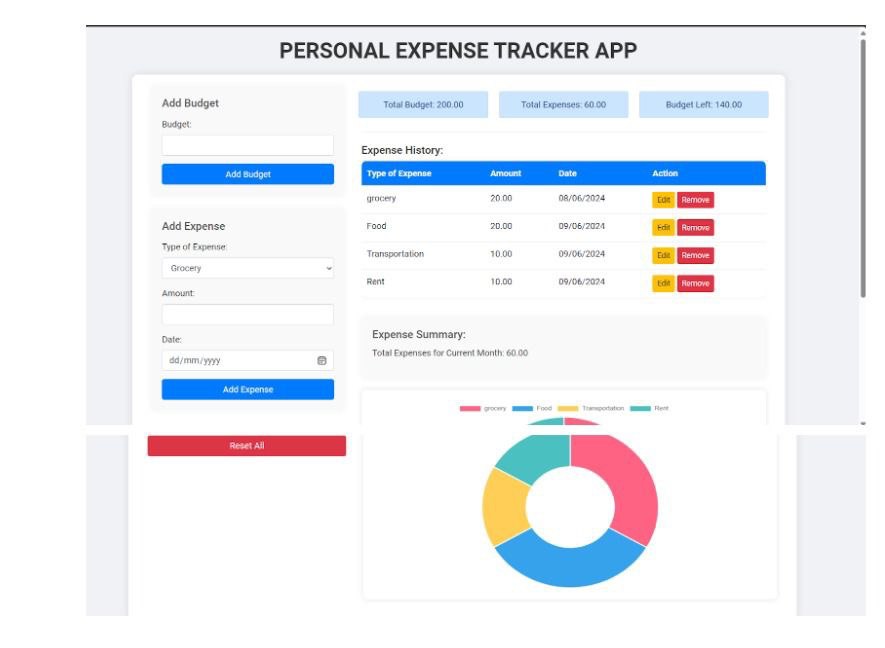 PERSONAL EXPENSE TRACKER APP
Add Budget
Budget:
Add Budget
Add Expense
Type of Expense:
Grocery
Amount:
Date:
dd/mm/yyyy
Add Expense
Reset All
Total Budget: 200.00 Total Expenses: 60.00 Budget Left: 140.00
Expense History:
Type of Expense Amount Date Action
grocery 20.00 08/06/2024 Edit Remove
Food 20.00 09/06/2024 Edit Remove
Transportation 10.00 09/06/2024 Edit Remove
Rent 10.00 09/06/2024 Edit Remove
Expense Summary:
Total Expenses for Current Month: 60.00
grocery Food Transportation Rent